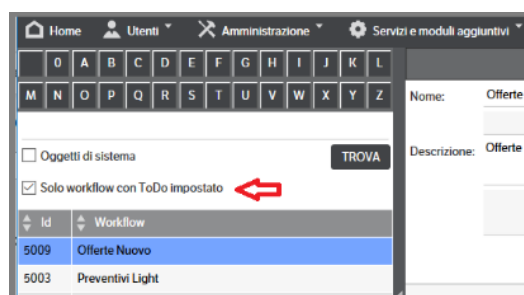 Home Utenti Amministrazione Servizi e moduli aggiuntivi
0 A B C D E F G H I J K L
M N O P Q R S T U V W X Y Z
Nome: Offerte
Oggetti di sistema TROVA
Descrizione: Offerte
Solo workflow con ToDo impostato
Id Workflow
5009 Offerte Nuovo
5003 Preventivi Light